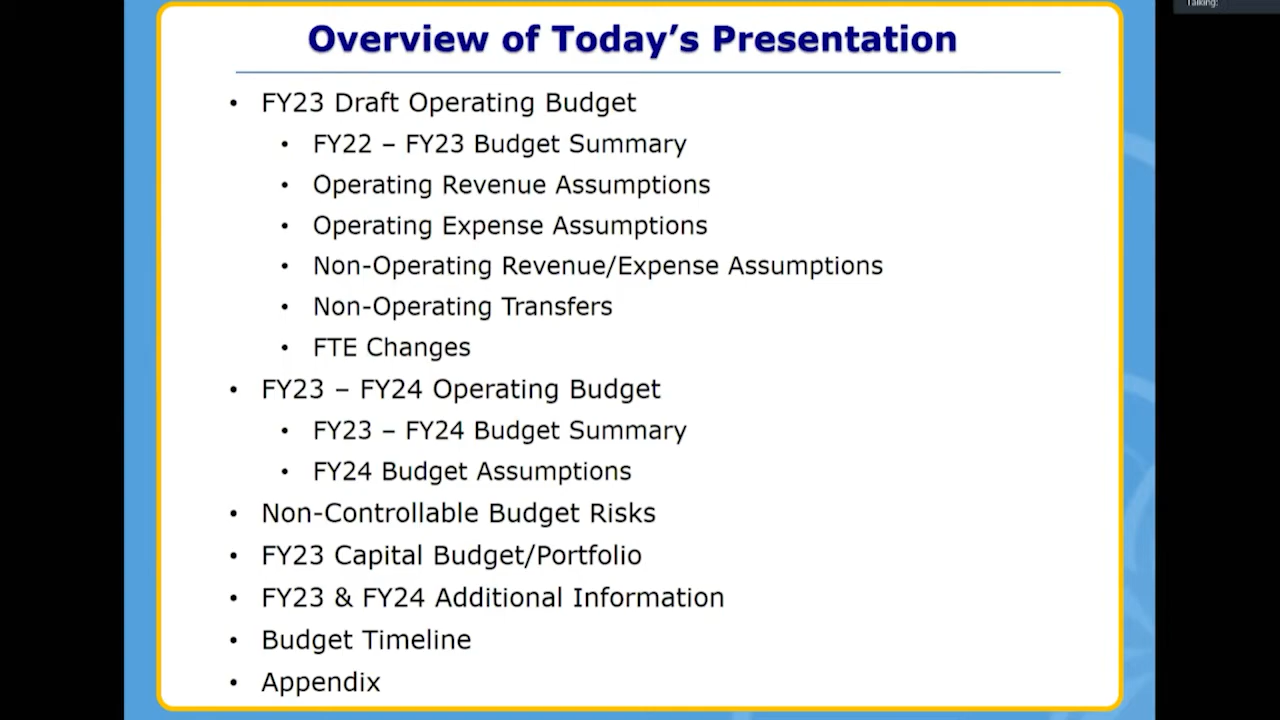 Talking:
Overview of Today's Presentation
• FY23 Draft Operating Budget
• FY22 – FY23 Budget Summary
• Operating Revenue Assumptions
• Operating Expense Assumptions
• Non-Operating Revenue/Expense Assumptions
• Non-Operating Transfers
• FTE Changes
• FY23 – FY24 Operating Budget
• FY23 – FY24 Budget Summary
• FY24 Budget Assumptions
• Non-Controllable Budget Risks
• FY23 Capital Budget/Portfolio
• FY23 & FY24 Additional Information
• Budget Timeline
• Appendix